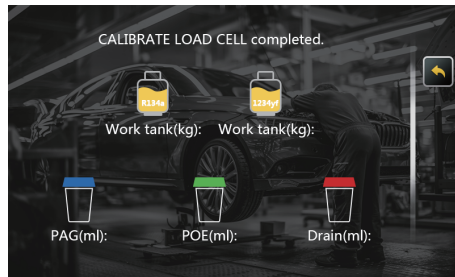 CALIBRATE LOAD CELL completed.
R134a 1234yf
Work tank(kg): Work tank(kg):
PAG(ml): POE(ml): Drain(ml):